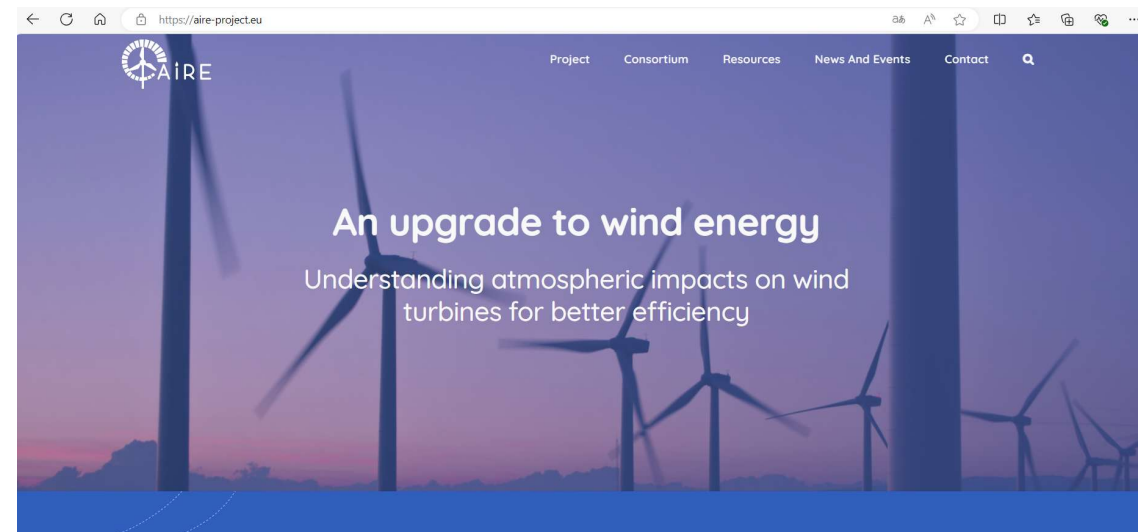 https://aire-project.eu
AiRE
Project Consortium Resources News And Events Contact
An upgrade to wind energy
Understanding atmospheric impacts on wind
turbines for better efficiency